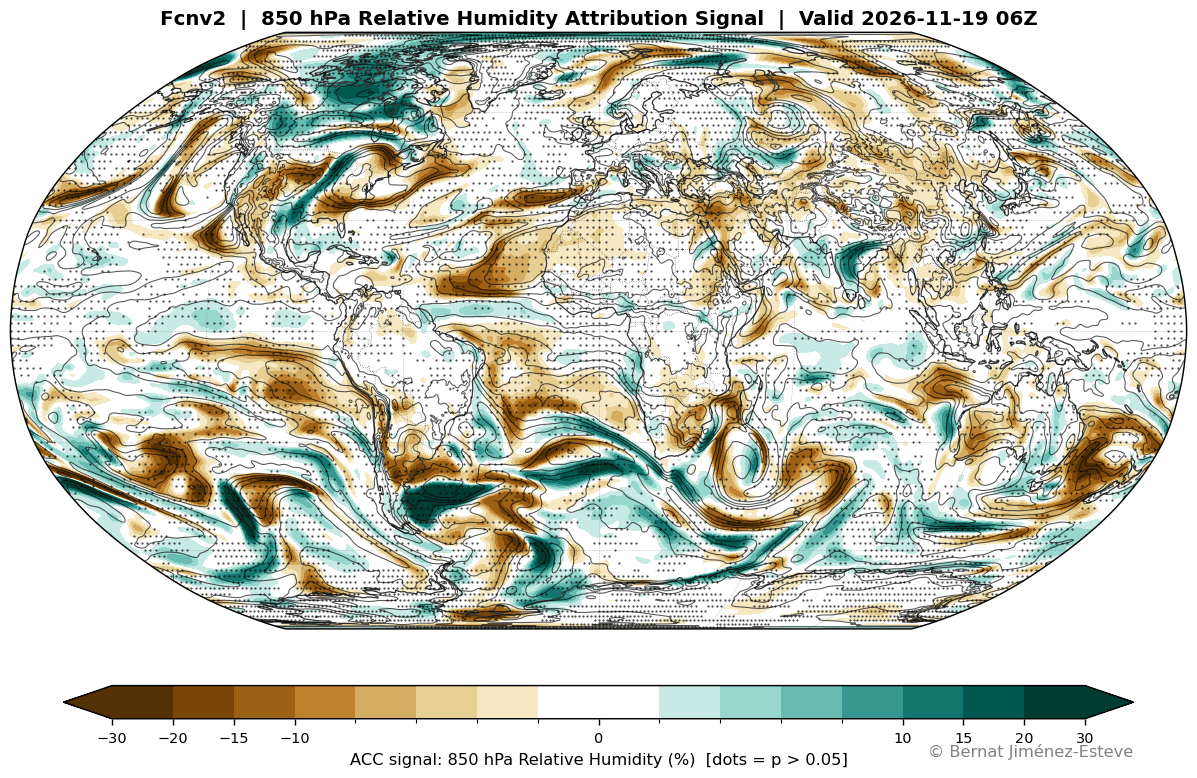 Fcnv2 | 850 hPa Relative Humidity Attribution Signal | Valid 2026-11-19 06Z
−30 −20 −15 −10 0 10 15 20 30
ACC signal: 850 hPa Relative Humidity (%) [dots = p > 0.05]
© Bernat Jiménez-Esteve